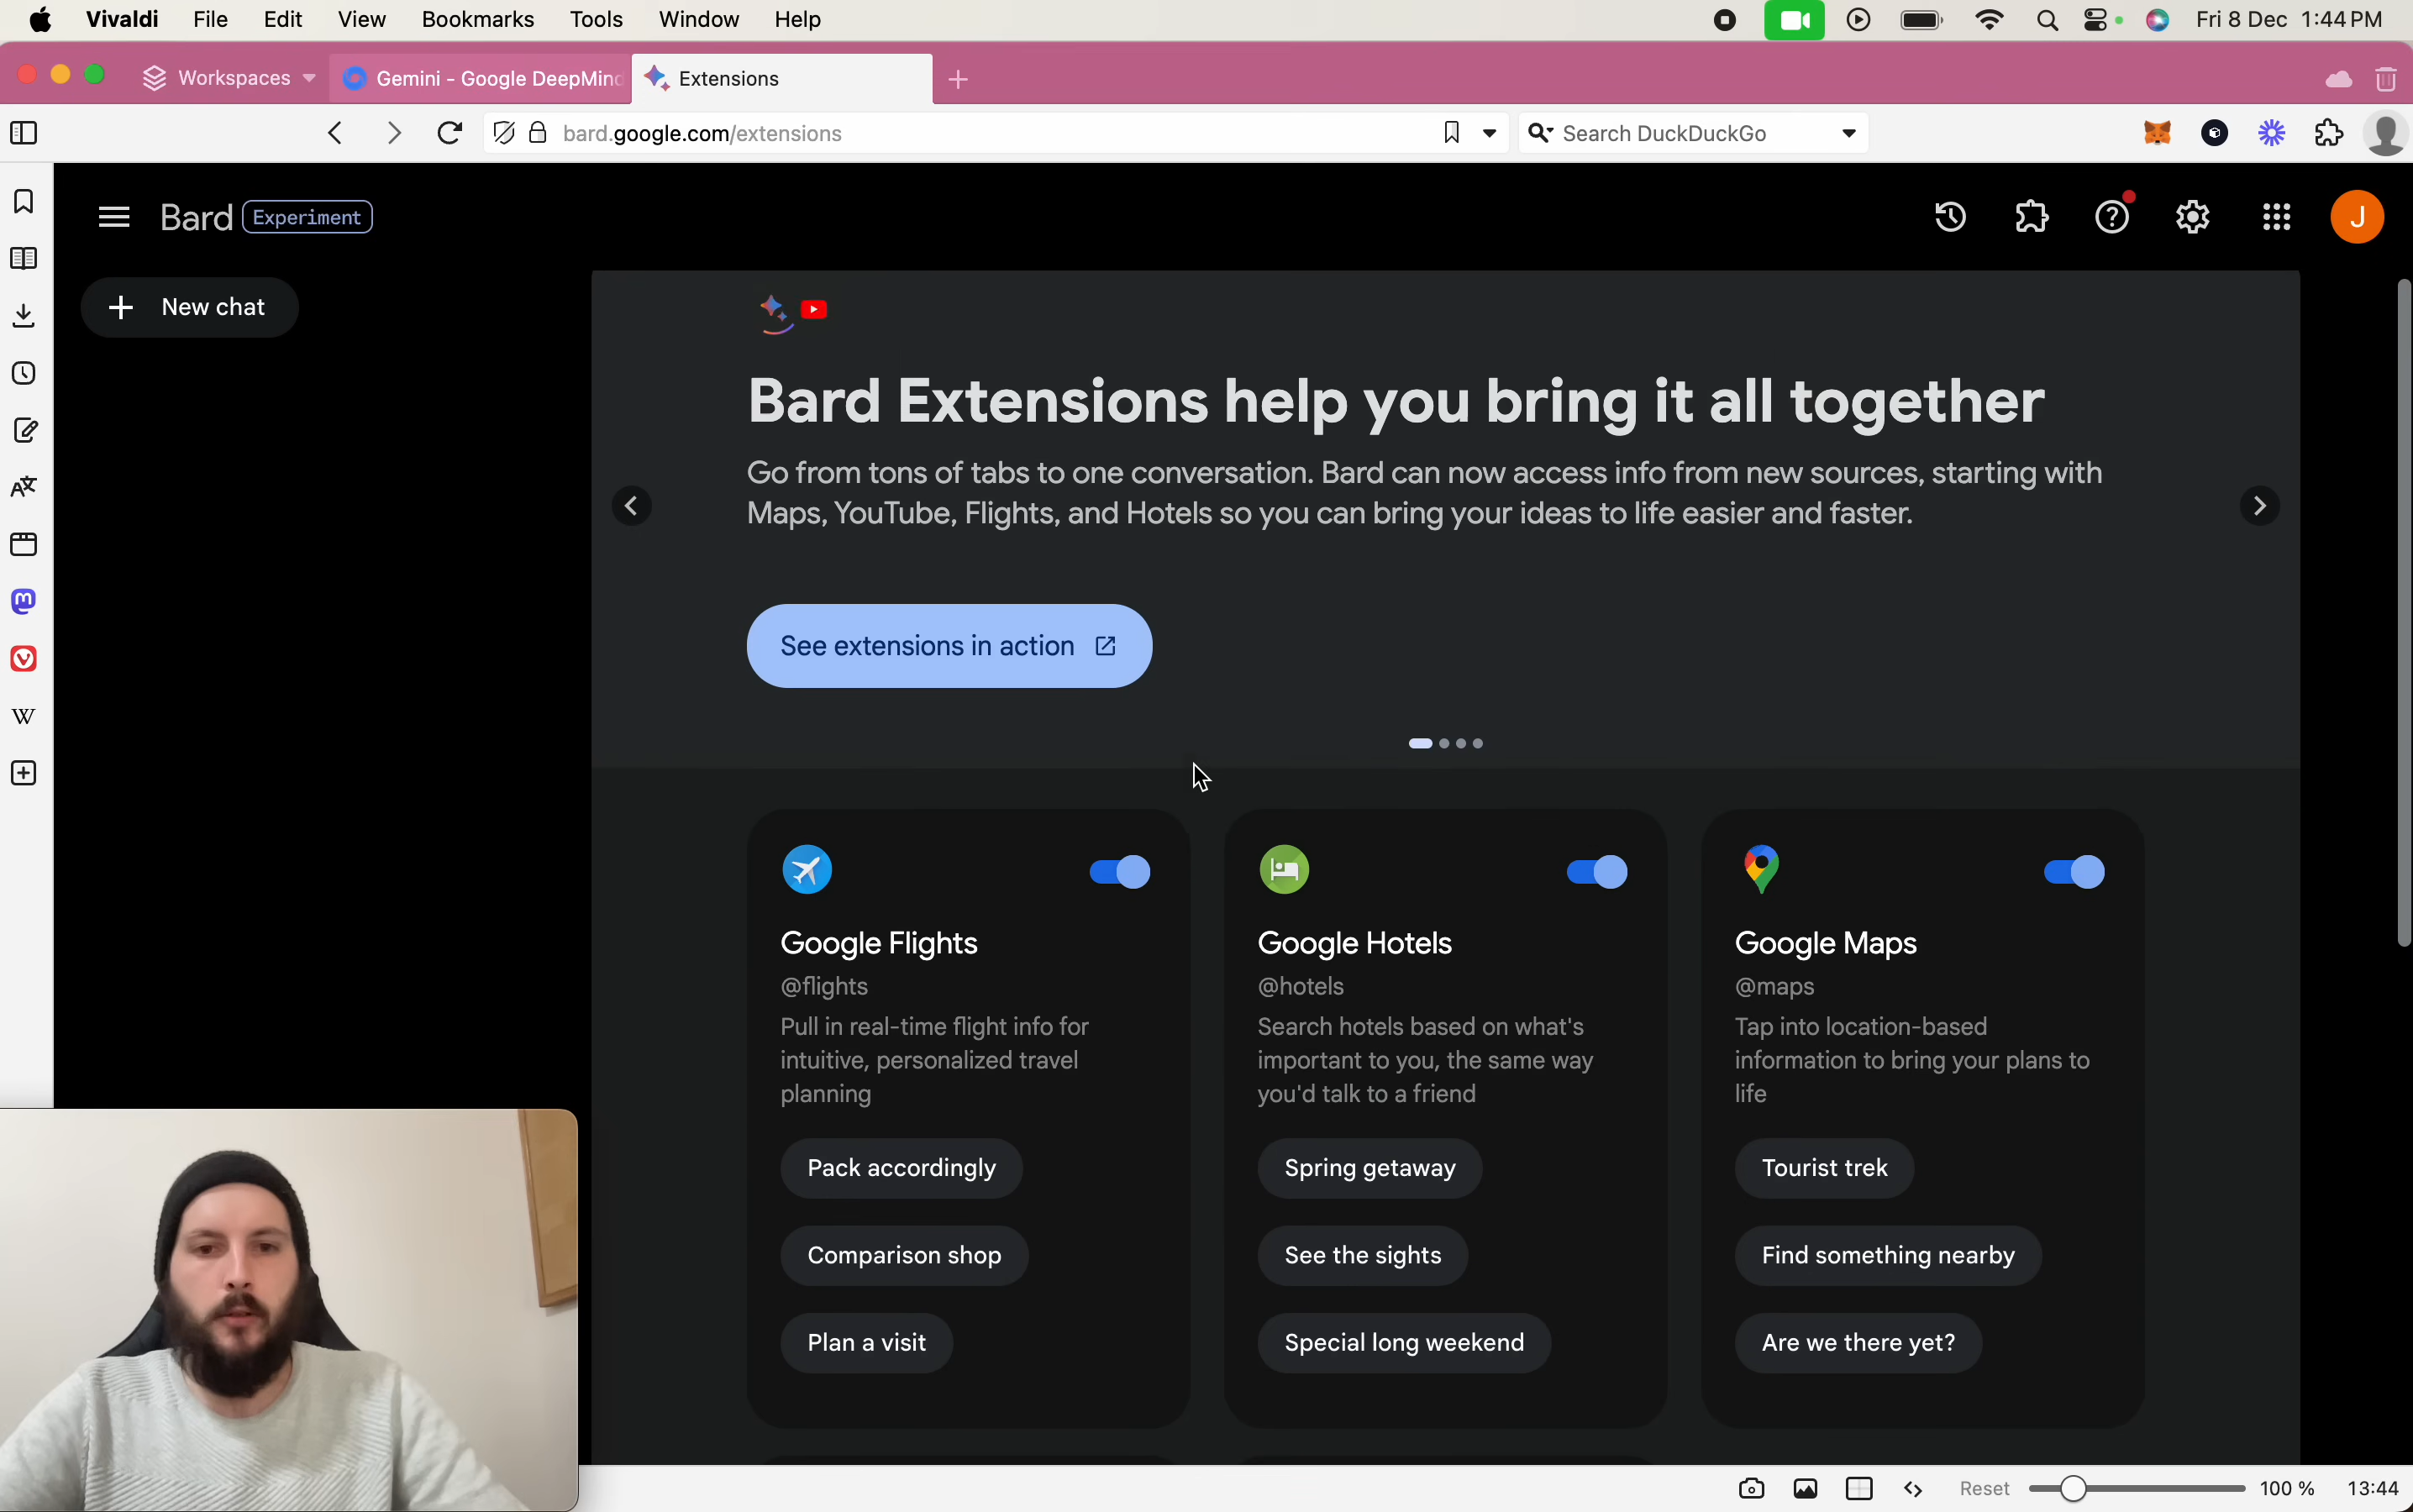 Vivaldi File Edit View Bookmarks Tools Window Help Fri 8 Dec 1:44 PM
Workspaces Gemini - Google DeepMind Extensions
bard.google.com/extensions Search DuckDuckGo
Bard Experiment J
New chat
Bard Extensions help you bring it all together
Go from tons of tabs to one conversation. Bard can now access info from new sources, starting with
Maps, YouTube, Flights, and Hotels so you can bring your ideas to life easier and faster.
See extensions in action
Google Flights
@flights
Pull in real-time flight info for
intuitive, personalized travel
planning
Pack accordingly
Comparison shop
Plan a visit
Google Hotels
@hotels
Search hotels based on what's
important to you, the same way
you'd talk to a friend
Spring getaway
See the sights
Special long weekend
Google Maps
@maps
Tap into location-based
information to bring your plans to
life
Tourist trek
Find something nearby
Are we there yet?
Reset 100 % 13:44